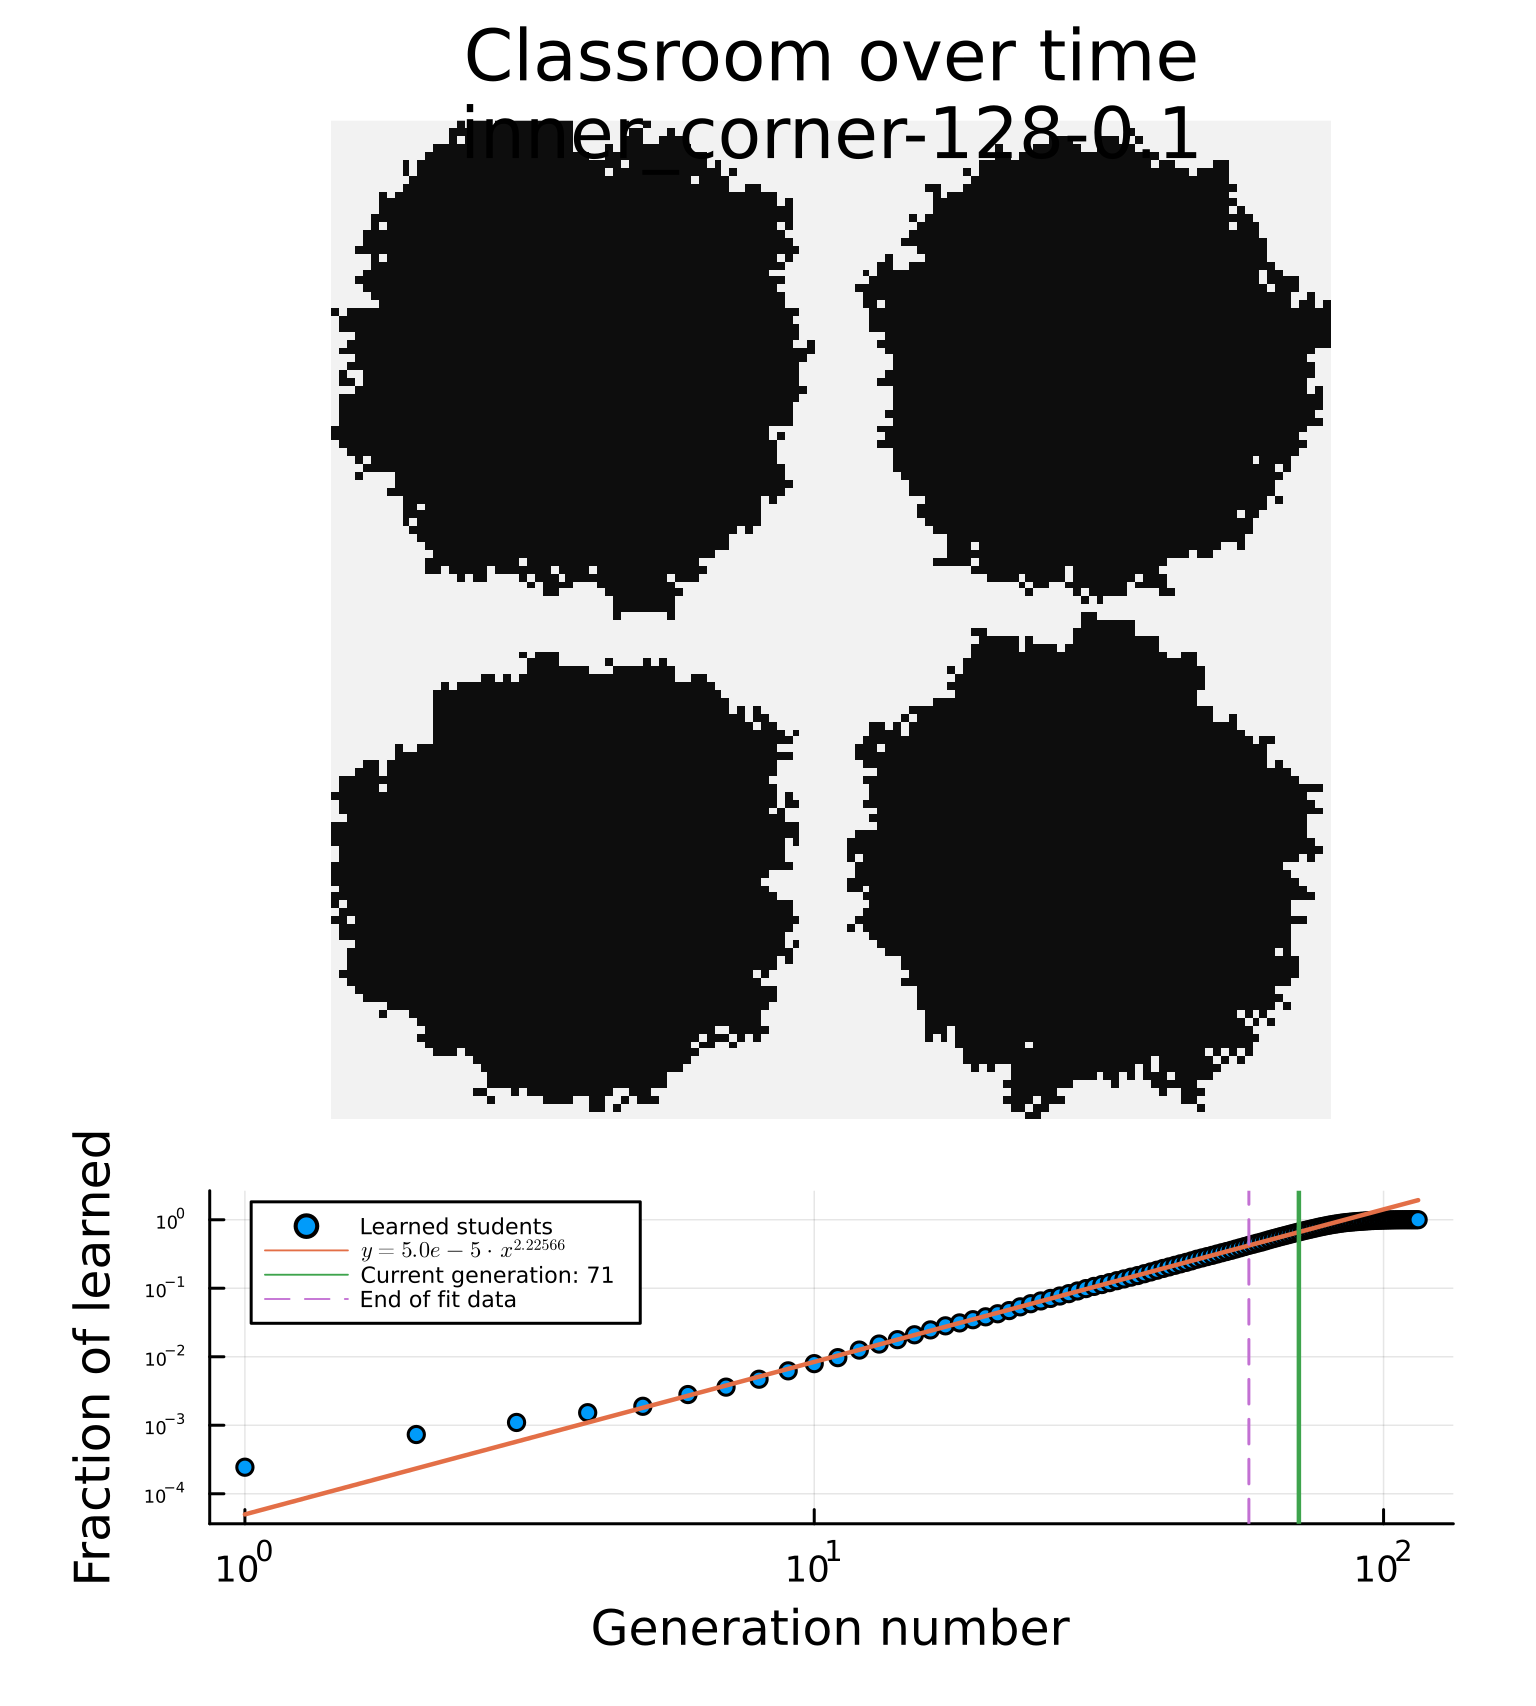 Classroom over time
inner_corner-128-0.1
Fraction of learned
10^0
10^-1
10^-2
10^-3
10^-4
Learned students
y = 5.0e − 5 · x^2.22566
Current generation: 71
End of fit data
10^0 10^1 10^2
Generation number